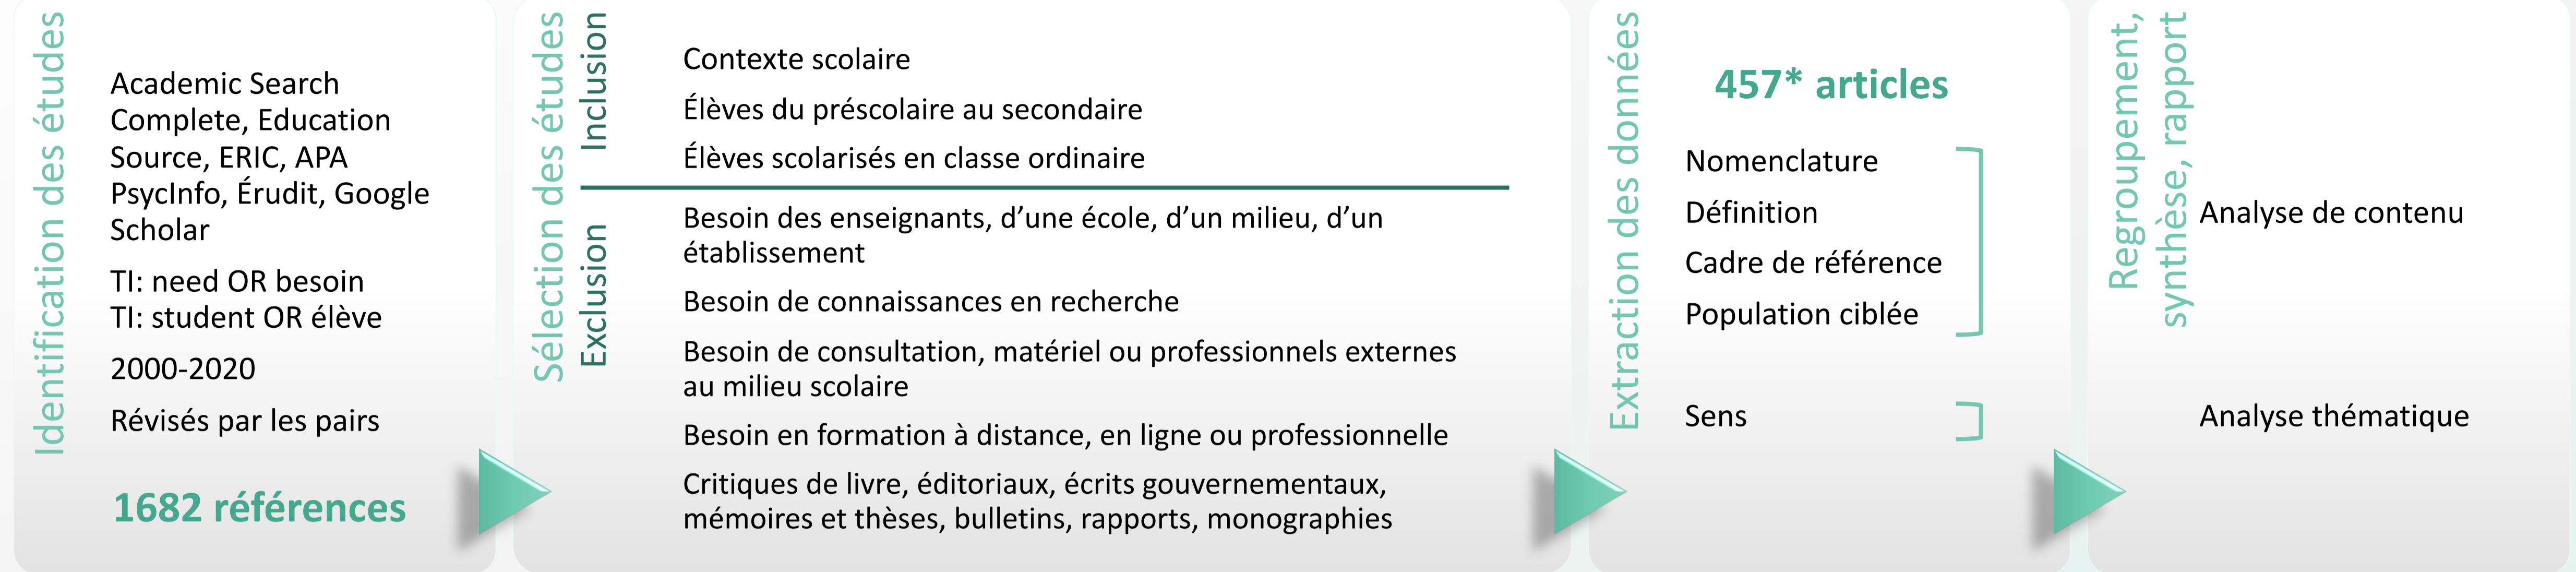 Identification des études
Academic Search
Complete, Education
Source, ERIC, APA
PsycInfo, Érudit, Google
Scholar
TI: need OR besoin
TI: student OR élève
2000-2020
Révisés par les pairs
1682 références
Sélection des études
Inclusion
Contexte scolaire
Élèves du préscolaire au secondaire
Élèves scolarisés en classe ordinaire
Exclusion
Besoin des enseignants, d’une école, d’un milieu, d’un
établissement
Besoin de connaissances en recherche
Besoin de consultation, matériel ou professionnels externes
au milieu scolaire
Besoin en formation à distance, en ligne ou professionnelle
Critiques de livre, éditoriaux, écrits gouvernementaux,
mémoires et thèses, bulletins, rapports, monographies
Extraction des données
457* articles
Nomenclature
Définition
Cadre de référence
Population ciblée
Sens
Regroupement,
synthèse, rapport
Analyse de contenu
Analyse thématique